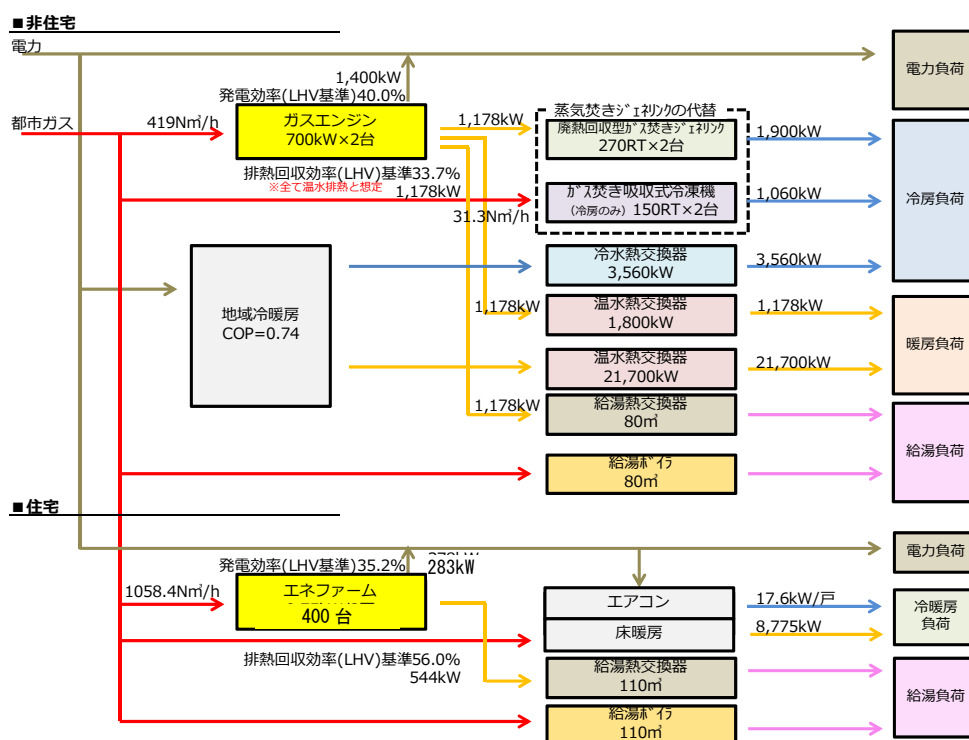 ■非住宅
電力
電力負荷
1,400kW
発電効率(LHV基準)40.0%
都市ガス
419N㎥/h
ガスエンジン
700kW×2台
1,178kW
蒸気焚きｼﾞｪﾈﾘﾝｸの代替
廃熱回収型ｶﾞｽ焚きｼﾞｪﾈﾘﾝｸ
270RT×2台
1,900kW
排熱回収効率(LHV)基準33.7%
※全て温水排熱と想定
1,178kW
31.3N㎥/h
ｶﾞｽ焚き吸収式冷凍機
（冷房のみ）150RT×2台
1,060kW
冷房負荷
冷水熱交換器
3,560kW
3,560kW
地域冷暖房
COP=0.74
1,178kW
温水熱交換器
1,800kW
1,178kW
暖房負荷
温水熱交換器
21,700kW
21,700kW
1,178kW
給湯熱交換器
80㎥
給湯負荷
給湯ﾎﾞｲﾗ
80㎥
■住宅
電力負荷
発電効率(LHV基準)35.2%
283kW
1058.4N㎥/h
エネファーム
400 台
エアコン
17.6kW/戸
床暖房
8,775kW
冷暖房
負荷
排熱回収効率(LHV)基準56.0%
544kW
給湯熱交換器
110㎥
給湯負荷
給湯ﾎﾞｲﾗ
110㎥